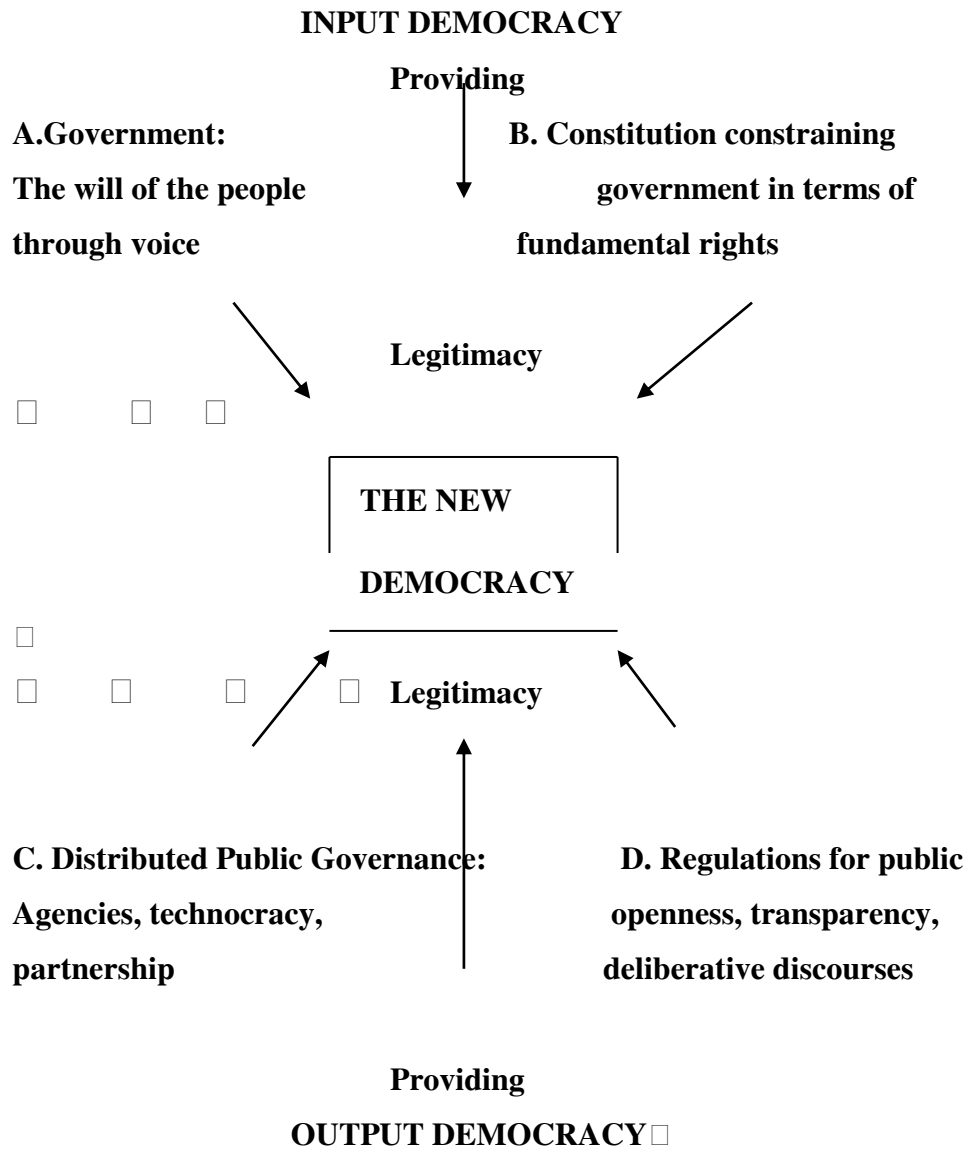 INPUT DEMOCRACY
Providing
A.Government: B. Constitution constraining
The will of the people government in terms of
through voice fundamental rights
Legitimacy
THE NEW
DEMOCRACY
Legitimacy
C. Distributed Public Governance: D. Regulations for public
Agencies, technocracy, openness, transparency,
partnership deliberative discourses
Providing
OUTPUT DEMOCRACY